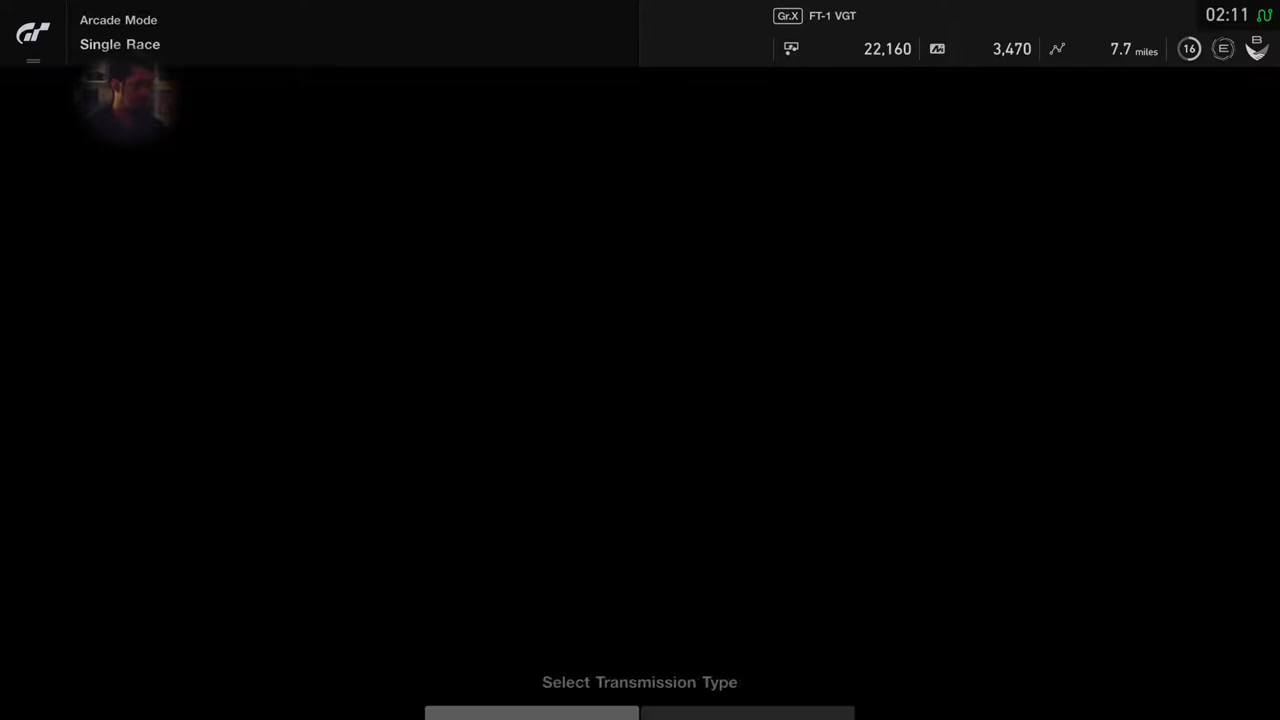 Arcade Mode
Single Race
Gr.X FT-1 VGT
02:11
22,160
3,470
7.7 miles
16
E
B
Select Transmission Type